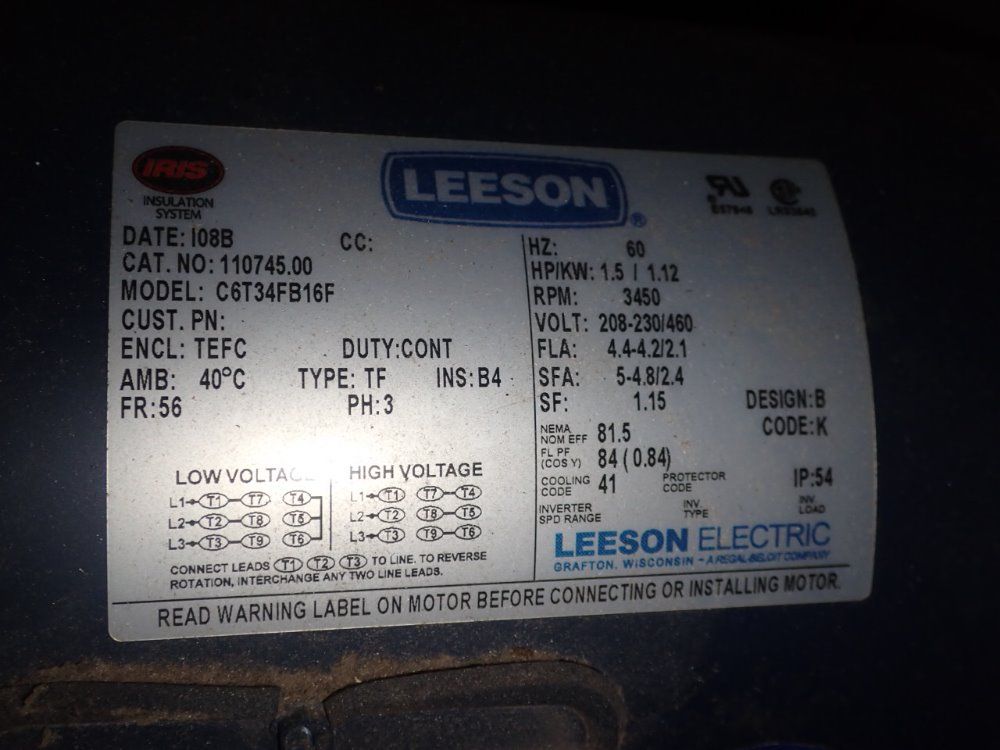 IRIS
INSULATION
SYSTEM
LEESON
®
DATE: I08B CC:
CAT. NO: 110745.00
MODEL: C6T34FB16F
CUST. PN:
ENCL: TEFC DUTY:CONT
AMB: 40°C TYPE: TF INS:B4
FR:56 PH:3
HZ: 60
HP/KW: 1.5 / 1.12
RPM: 3450
VOLT: 208-230/460
FLA: 4.4-4.2/2.1
SFA: 5-4.8/2.4
SF: 1.15 DESIGN:B
CODE:K
NEMA
NOM EFF 81.5
FL PF
(COS Y) 84 ( 0.84)
COOLING
CODE 41 PROTECTOR
CODE IP:54
INVERTER
SPD RANGE INV
TYPE INV
LOAD
LOW VOLTAGE HIGH VOLTAGE
L1 T1 T7 T4 L1 T1 T7 T4
L2 T2 T8 T5 L2 T2 T8 T5
L3 T3 T9 T6 L3 T3 T9 T6
CONNECT LEADS T1 T2 T3 TO LINE. TO REVERSE
ROTATION, INTERCHANGE ANY TWO LINE LEADS.
LEESON ELECTRIC
GRAFTON, WISCONSIN - A REGAL-BELOIT COMPANY
READ WARNING LABEL ON MOTOR BEFORE CONNECTING OR INSTALLING MOTOR.